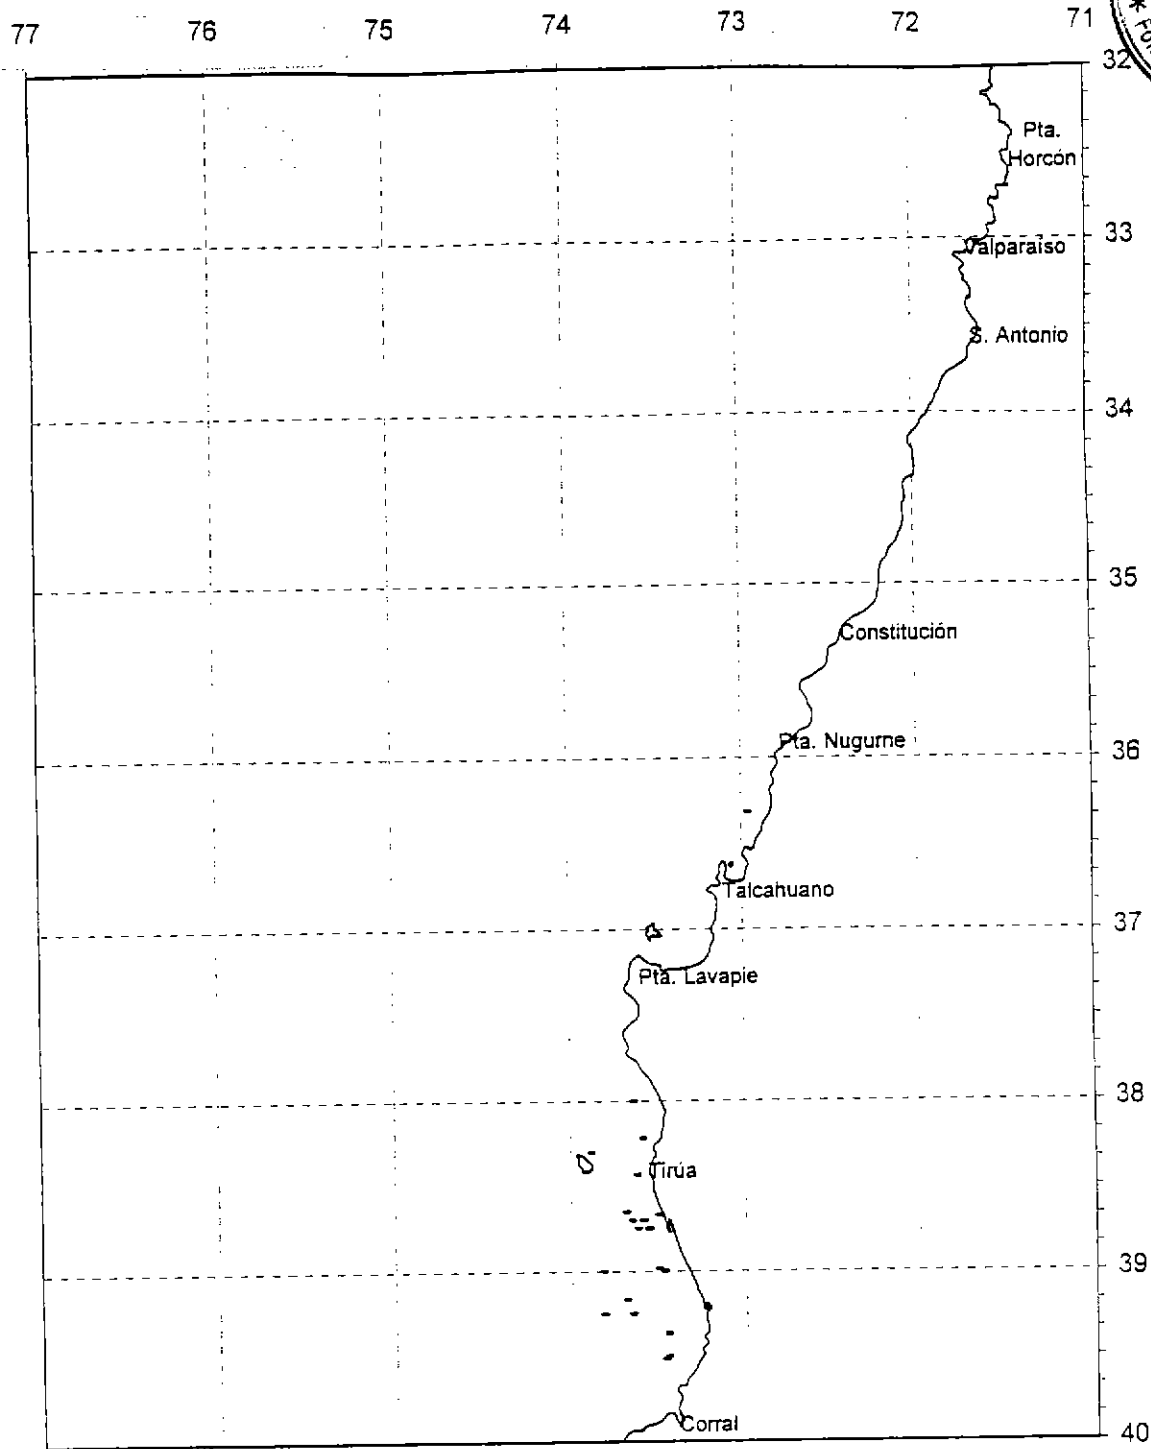 77 76 75 74 73 72 71
32
Pta.
Horcón
33
Valparaíso
S. Antonio
34
35
Constitución
Pta. Nugurne
36
Talcahuano
37
Pta. Lavapie
38
Tirúa
39
Corral
40